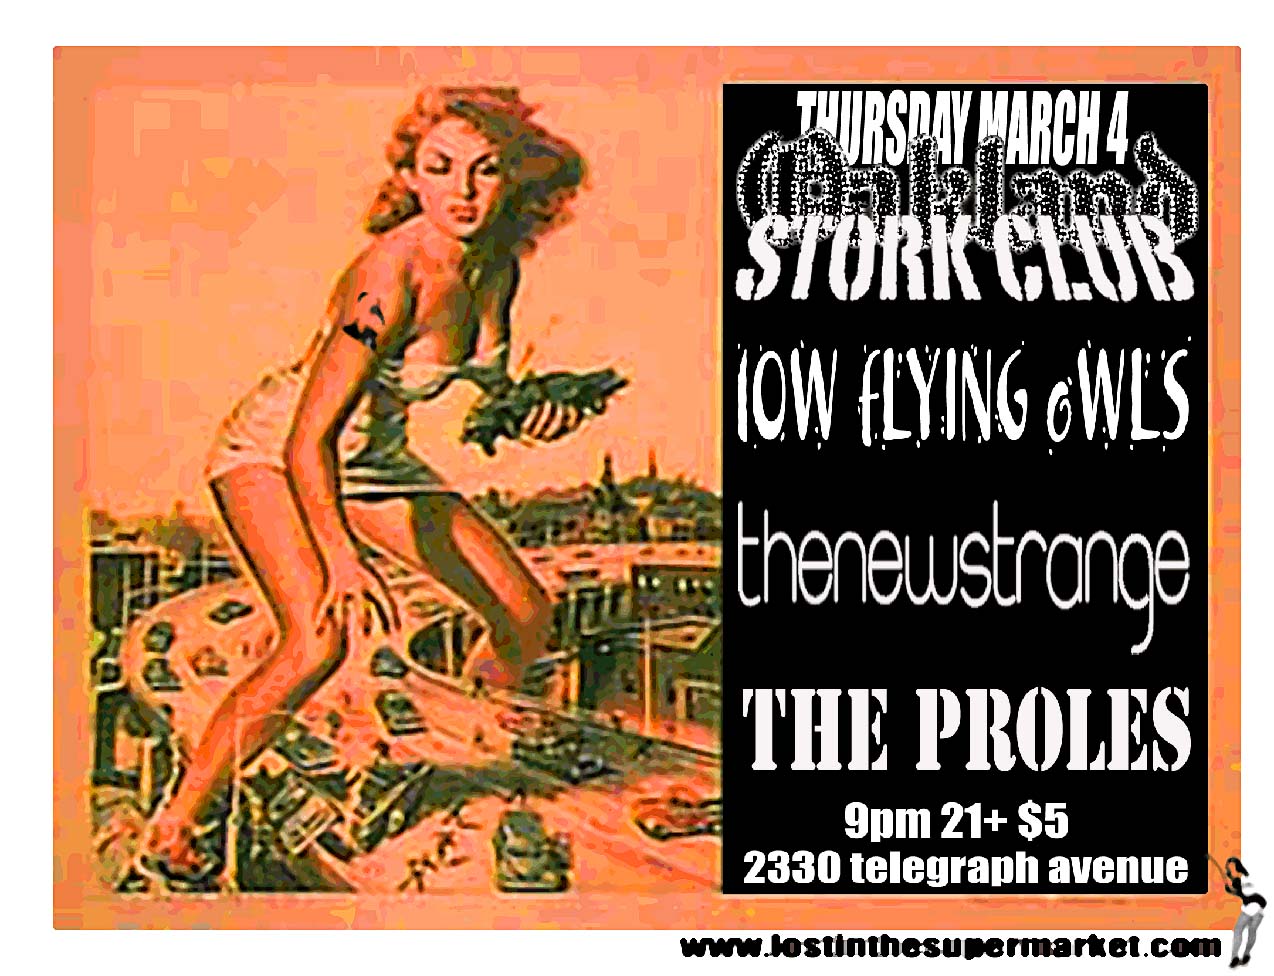 THURSDAY MARCH 4
Oakland
STORK CLUB
lOW fLYING oWLS
thenewstrange
THE PROLES
9pm 21+ $5
2330 telegraph avenue
www.lostinthesupermarket.com